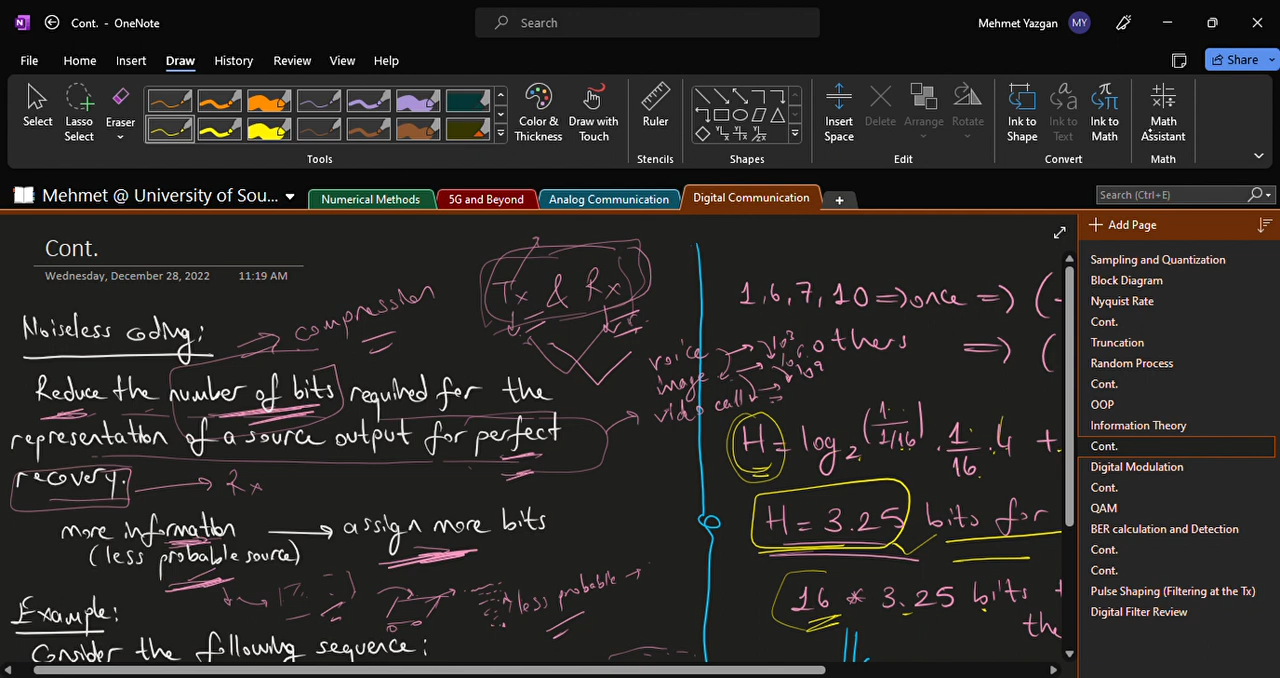 Cont. - OneNote
Search
Mehmet Yazgan
MY
File Home Insert Draw History Review View Help
Share
Select
Lasso Select
Eraser
Color & Thickness
Draw with Touch
Ruler
Insert Space
Delete
Arrange
Rotate
Ink to Shape
Ink to Text
Ink to Math
Math Assistant
Tools
Stencils
Shapes
Edit
Convert
Math
Mehmet @ University of Sou...
Numerical Methods
5G and Beyond
Analog Communication
Digital Communication
+
Search (Ctrl+E)
Cont.
Wednesday, December 28, 2022 11:19 AM
Noiseless coding:
compression
Tx & Rx
Reduce the number of bits required for the
representation of a source output for perfect
recovery. → Rx
more information → assign more bits
(less probable source)
less probable →
Example:
Consider the following sequence:
voice → 10³
image → 10⁶
video call → 10⁹
1, 6, 7, 10 => once => (
others => (
H = log₂ (1/1/16) . 1/16 . 4 +
H = 3.25 bits for
16 * 3.25 bits
the
Add Page
Sampling and Quantization
Block Diagram
Nyquist Rate
Cont.
Truncation
Random Process
Cont.
OOP
Information Theory
Cont.
Digital Modulation
Cont.
QAM
BER calculation and Detection
Cont.
Cont.
Pulse Shaping (Filtering at the Tx)
Digital Filter Review